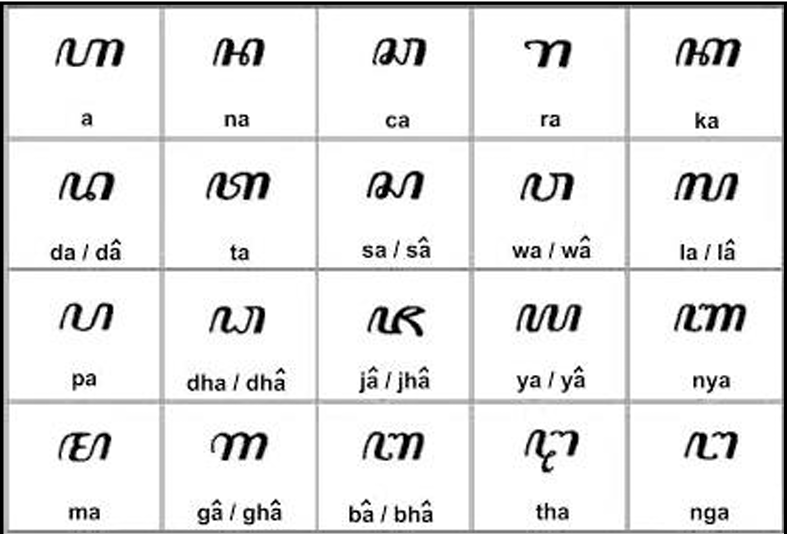 ꦲ ꦤ ꦕ ꦫ ꦏ
a na ca ra ka
ꦢ ꦠ ꦱ ꦮ ꦭ
da / dâ ta sa / sâ wa / wâ la / lâ
ꦥ ꦝ ꦗ ꦪ ꦚ
pa dha / dhâ jâ / jhâ ya / yâ nya
ꦩ ꦒ ꦧ ꦛ ꦔ
ma gâ / ghâ bâ / bhâ tha nga